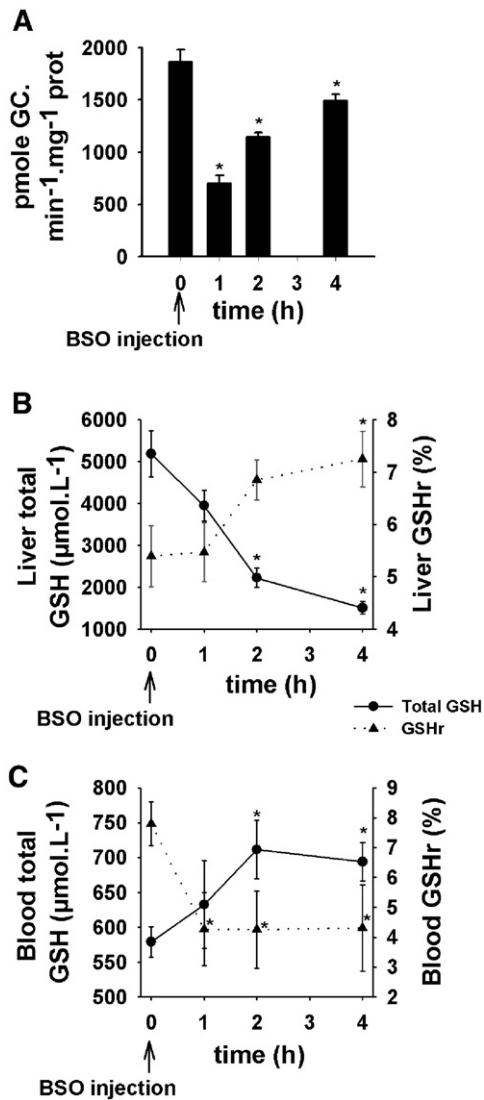 A
pmole GC.
min-1.mg-1 prot
2000
1500
1000
500
0
*
*
*
0 1 2 3 4
time (h)
BSO injection
B
Liver total
GSH (µmol.L-1)
6000
5000
4000
3000
2000
1000
*
*
*
8
7
6
5
4
Liver GSHr (%)
0 1 2 3 4
time (h)
BSO injection
Total GSH
GSHr
C
Blood total
GSH (µmol.L-1)
800
750
700
650
600
550
500
*
*
*
*
*
9
8
7
6
5
4
3
2
Blood GSHr (%)
0 1 2 3 4
time (h)
BSO injection